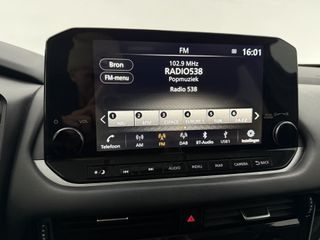 FM
16:01
Bron
FM-menu
102.9 MHz
RADIO538
Popmuziek
Radio 538
1 2 3 4 5 6
Telefoon AM FM DAB BT-Audio USB1 Instellingen
AUDIO MENU MAP CAMERA BACK